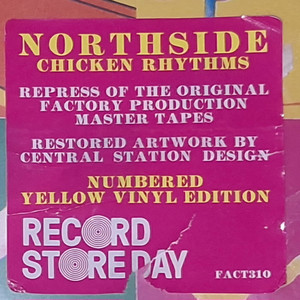 NORTHSIDE
CHICKEN RHYTHMS
REPRESS OF THE ORIGINAL
FACTORY PRODUCTION
MASTER TAPES
RESTORED ARTWORK BY
CENTRAL STATION DESIGN
NUMBERED
YELLOW VINYL EDITION
RECORD
STORE DAY
FACT310